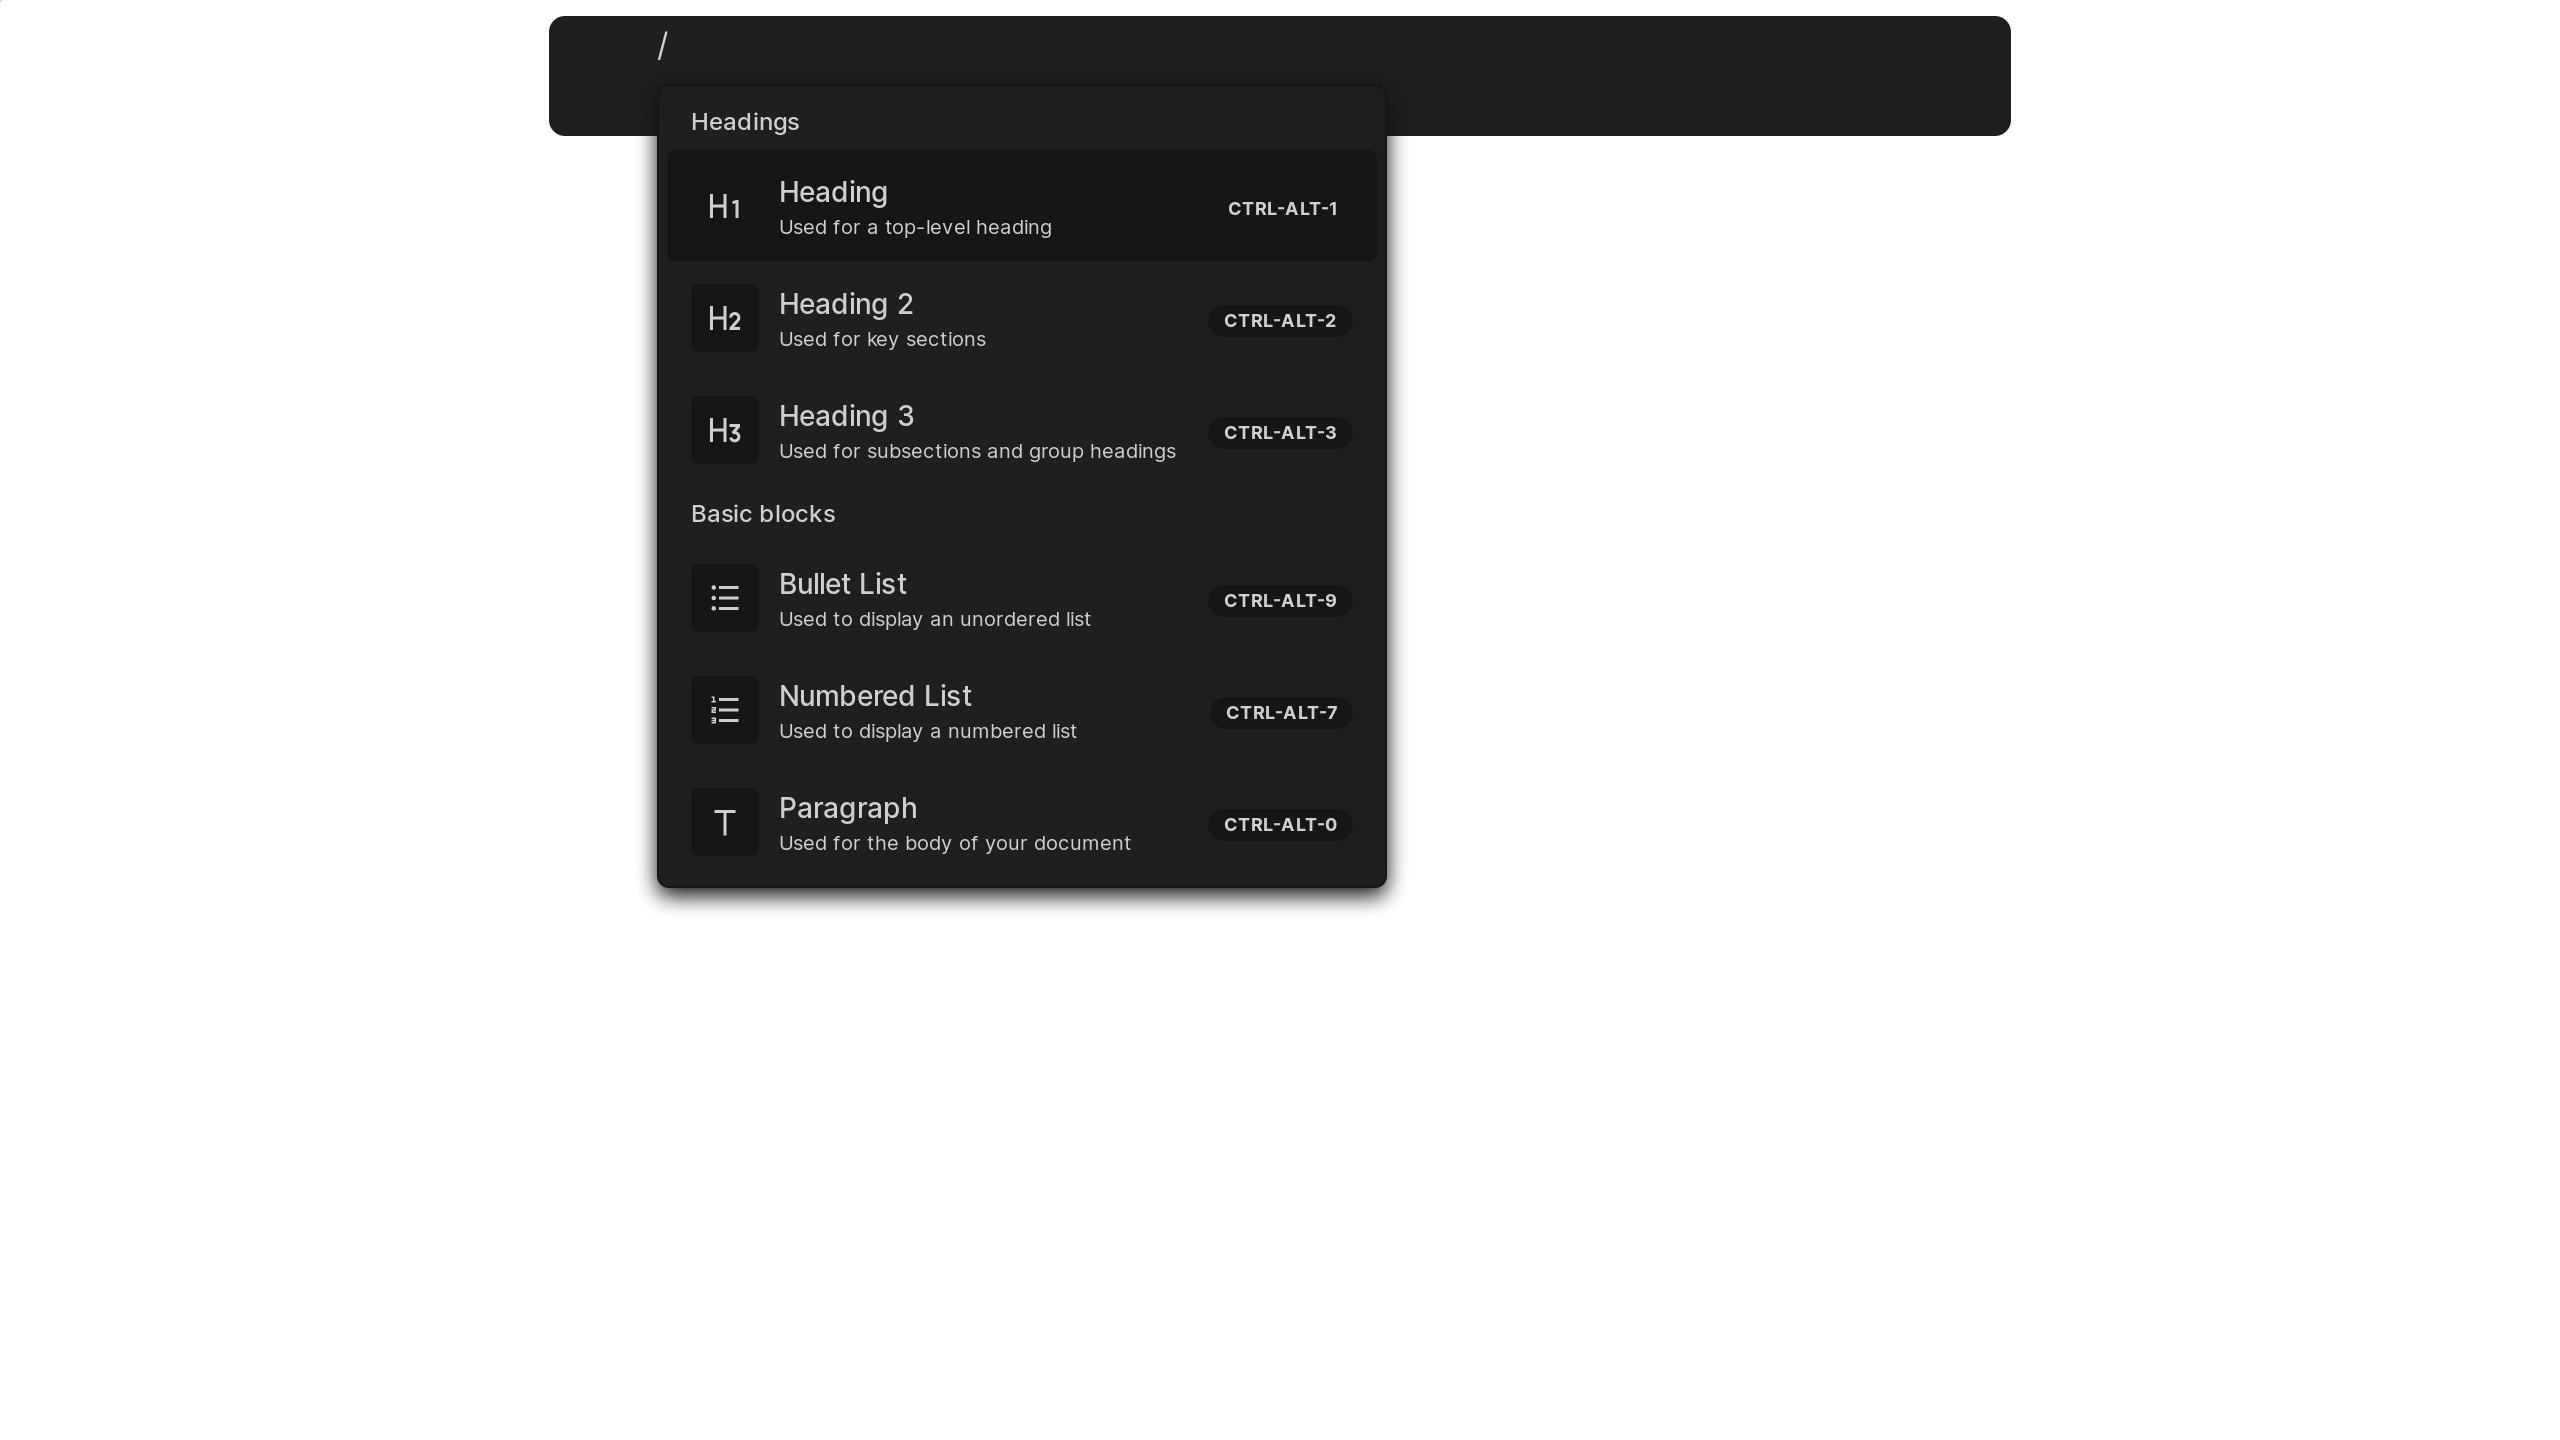 /
Headings
H1 Heading CTRL-ALT-1
Used for a top-level heading
H2 Heading 2 CTRL-ALT-2
Used for key sections
H3 Heading 3 CTRL-ALT-3
Used for subsections and group headings
Basic blocks
Bullet List CTRL-ALT-9
Used to display an unordered list
Numbered List CTRL-ALT-7
Used to display a numbered list
T Paragraph CTRL-ALT-0
Used for the body of your document